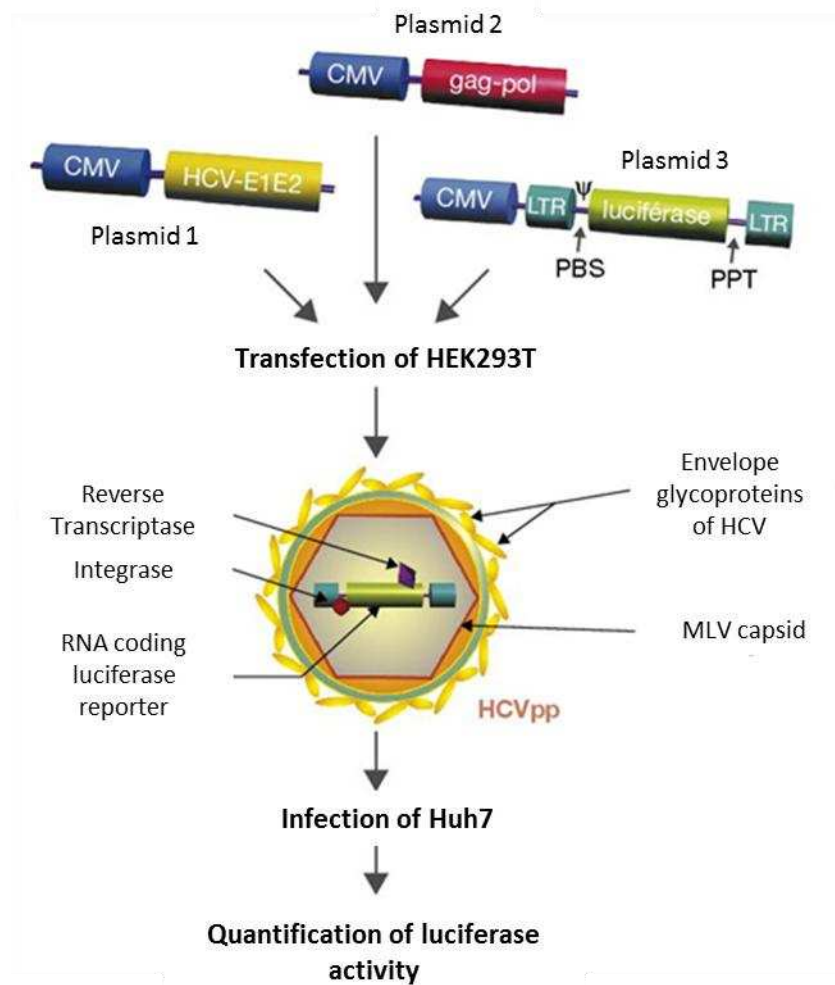 Plasmid 2
CMV
gag-pol
CMV
HCV-E1E2
Plasmid 1
Plasmid 3
CMV
LTR
Ψ
luciférase
LTR
PBS
PPT
Transfection of HEK293T
Reverse
Transcriptase
Integrase
RNA coding
luciferase
reporter
Envelope
glycoproteins
of HCV
MLV capsid
HCVpp
Infection of Huh7
Quantification of luciferase
activity